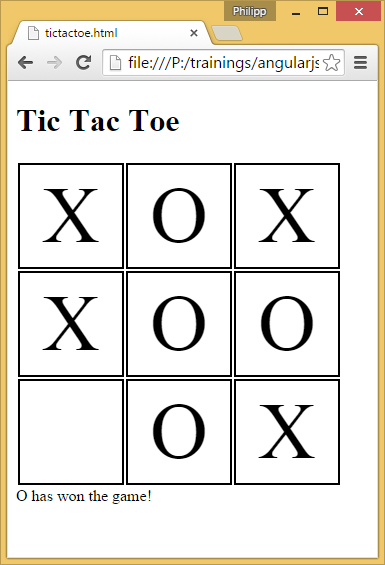 Philipp
tictactoe.html
file:///P:/trainings/angularjs
Tic Tac Toe
X O X
X O O
O X
O has won the game!